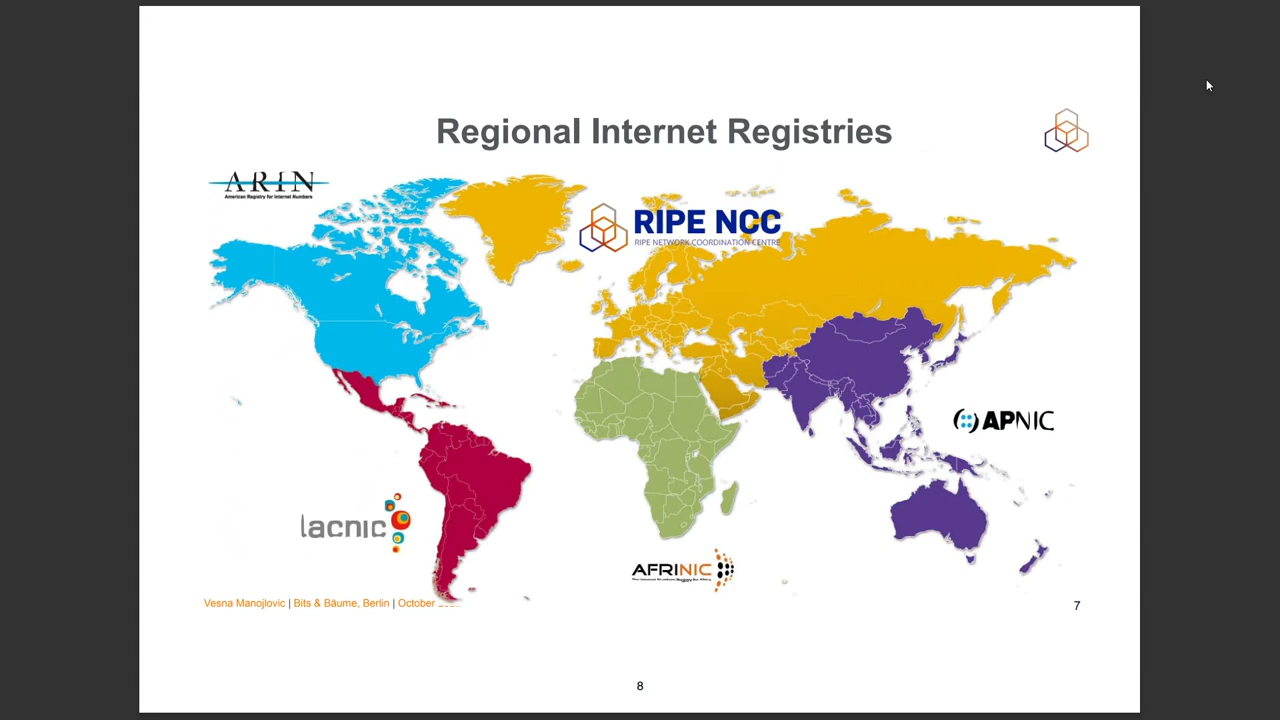 Regional Internet Registries
ARIN
American Registry for Internet Numbers
RIPE NCC
RIPE NETWORK COORDINATION CENTRE
APNIC
lacnic
AFRINIC
Vesna Manojlovic | Bits & Bäume, Berlin | October
7
8